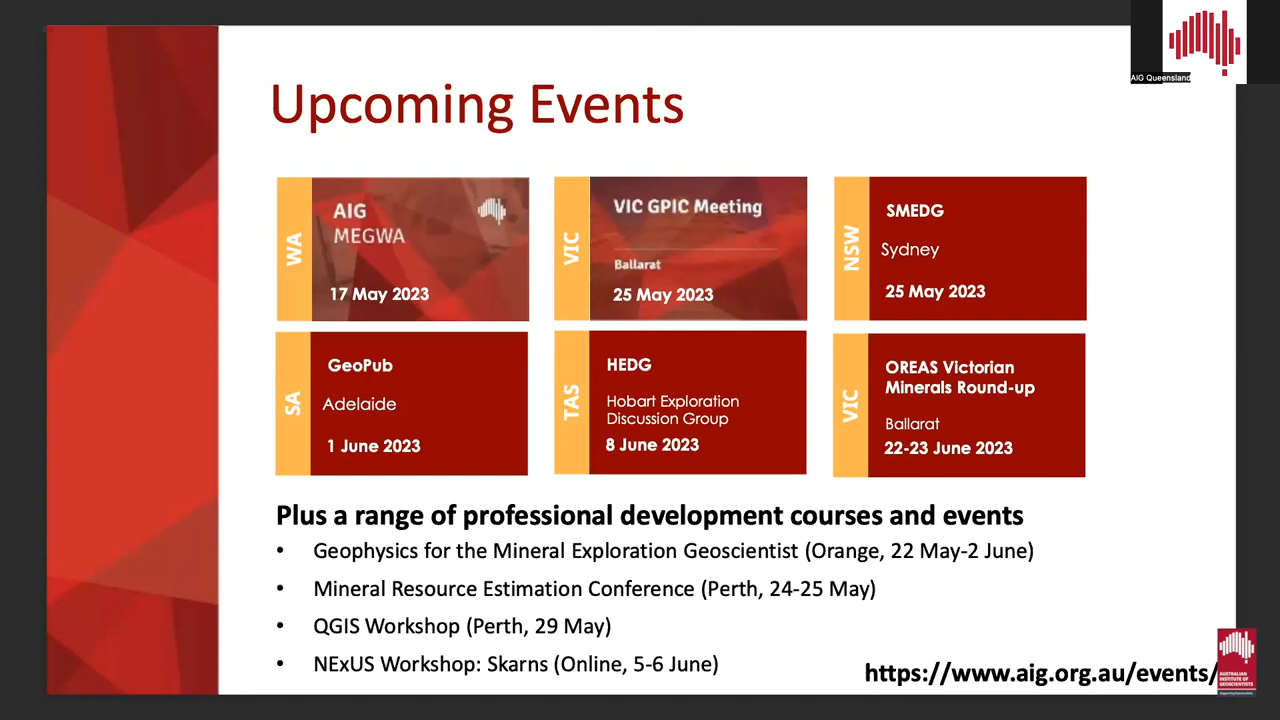 AIG Queensland
Upcoming Events
WA
AIG
MEGWA
17 May 2023
VIC
VIC GPIC Meeting
Ballarat
25 May 2023
NSW
SMEDG
Sydney
25 May 2023
SA
GeoPub
Adelaide
1 June 2023
TAS
HEDG
Hobart Exploration
Discussion Group
8 June 2023
VIC
OREAS Victorian
Minerals Round-up
Ballarat
22-23 June 2023
Plus a range of professional development courses and events
• Geophysics for the Mineral Exploration Geoscientist (Orange, 22 May-2 June)
• Mineral Resource Estimation Conference (Perth, 24-25 May)
• QGIS Workshop (Perth, 29 May)
• NExUS Workshop: Skarns (Online, 5-6 June)
https://www.aig.org.au/events/
AUSTRALIAN
INSTITUTE OF
GEOSCIENTISTS